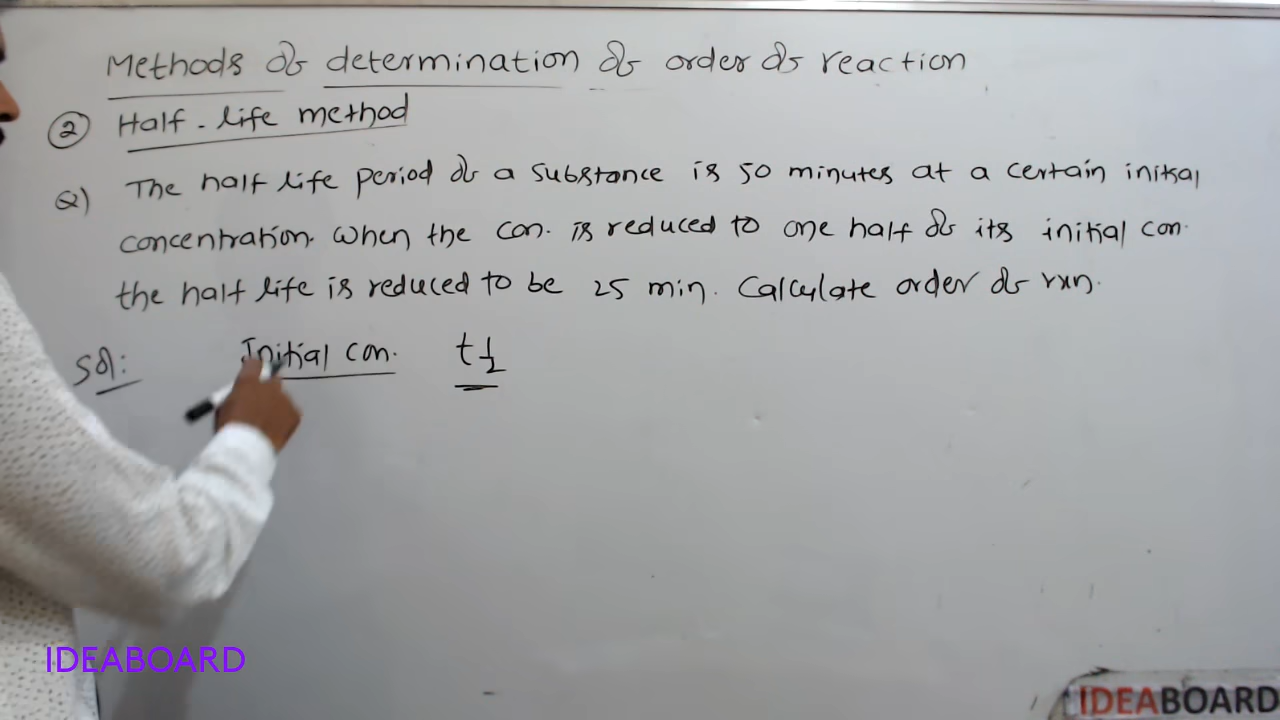 Methods of determination of order of reaction
② Half-life method
Q) The half life period of a substance is 50 minutes at a certain initial
concentration. When the con. is reduced to one half of its initial con.
the half life is reduced to be 25 min. Calculate order of rxn.
Sol: Initial con. t½
IDEABOARD
IDEABOARD